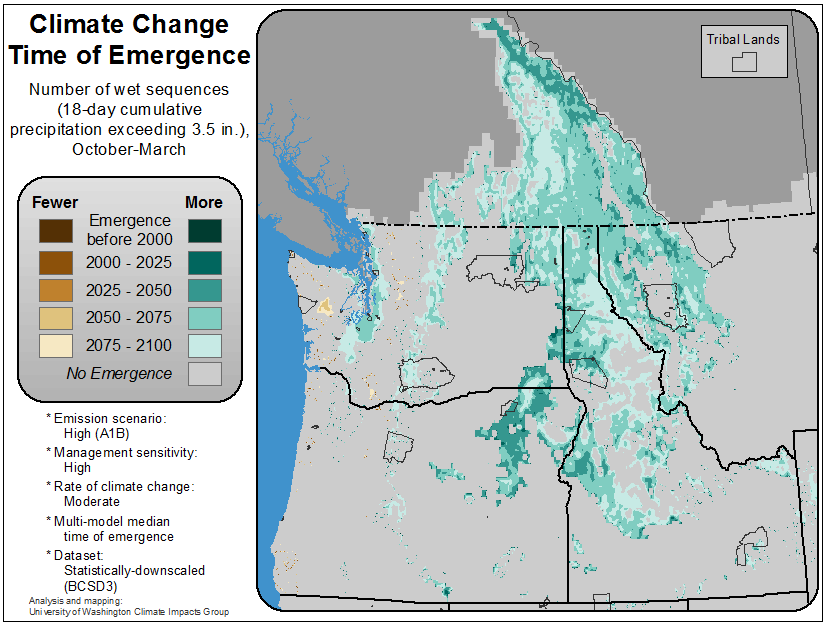 Climate Change
Time of Emergence
Number of wet sequences
(18-day cumulative
precipitation exceeding 3.5 in.),
October-March
Fewer
More
Emergence
before 2000
2000 - 2025
2025 - 2050
2050 - 2075
2075 - 2100
No Emergence
* Emission scenario:
High (A1B)
* Management sensitivity:
High
* Rate of climate change:
Moderate
* Multi-model median
time of emergence
* Dataset:
Statistically-downscaled
(BCSD3)
Analysis and mapping:
University of Washington Climate Impacts Group
Tribal Lands